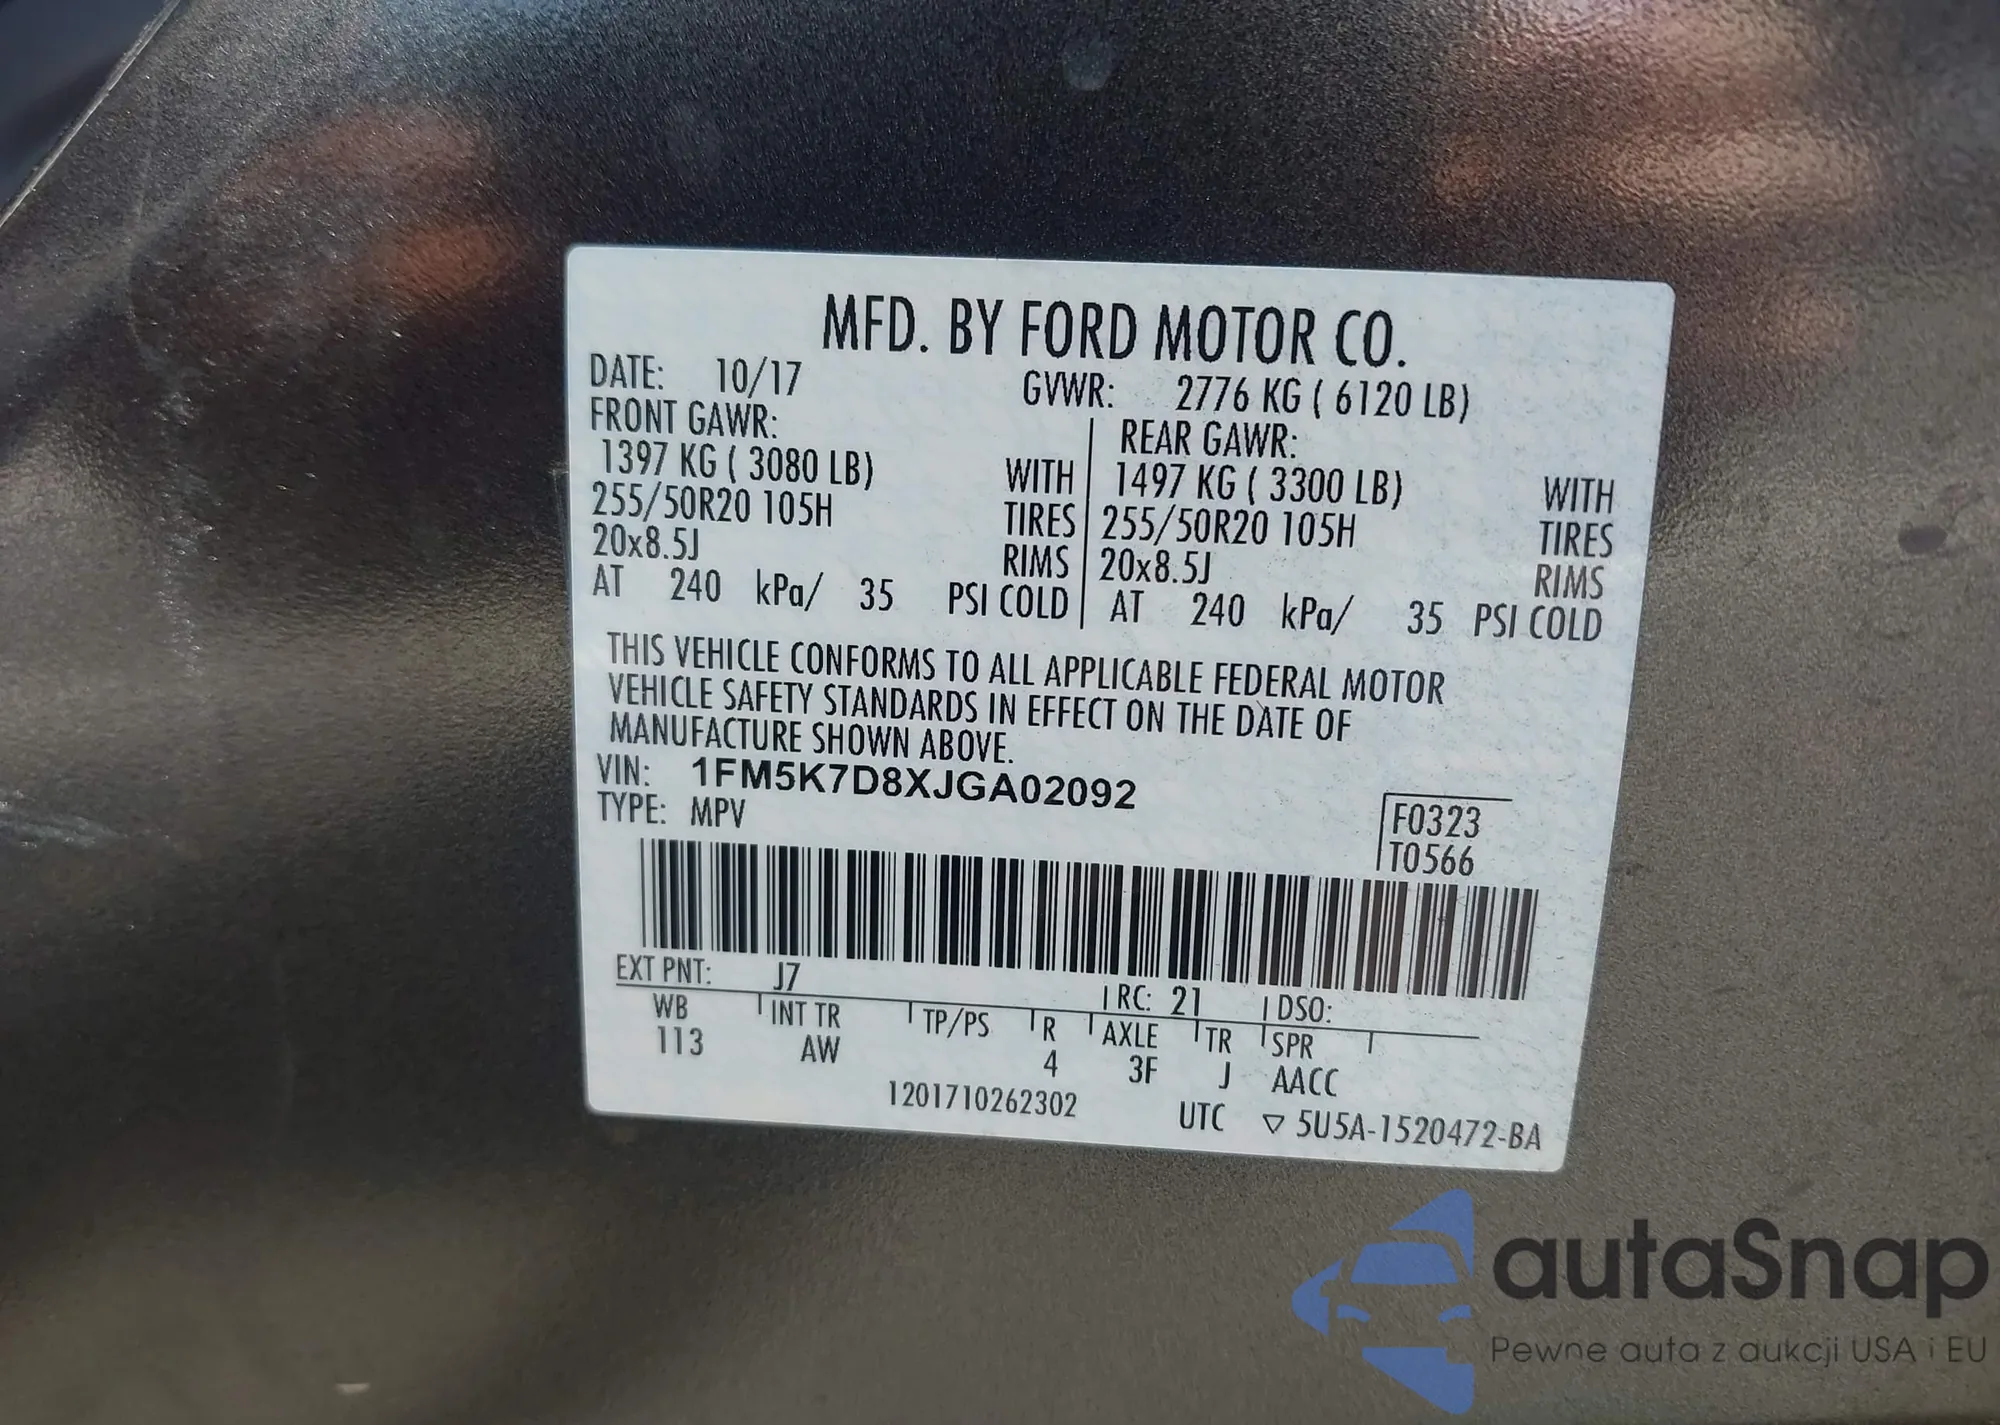 MFD. BY FORD MOTOR CO.
DATE: 10/17 GVWR: 2776 KG ( 6120 LB)
FRONT GAWR: REAR GAWR:
1397 KG ( 3080 LB) WITH 1497 KG ( 3300 LB) WITH
255/50R20 105H TIRES 255/50R20 105H TIRES
20x8.5J RIMS 20x8.5J RIMS
AT 240 kPa/ 35 PSI COLD AT 240 kPa/ 35 PSI COLD
THIS VEHICLE CONFORMS TO ALL APPLICABLE FEDERAL MOTOR
VEHICLE SAFETY STANDARDS IN EFFECT ON THE DATE OF
MANUFACTURE SHOWN ABOVE.
VIN: 1FM5K7D8XJGA02092
TYPE: MPV
F0323
T0566
EXT PNT: J7 RC: 21 DSO:
WB INT TR TP/PS R AXLE TR SPR
113 AW 4 3F J AACC
1201710262302 UTC ▽ 5U5A-1520472-BA
autaSnap
Pewne auta z aukcji USA i EU